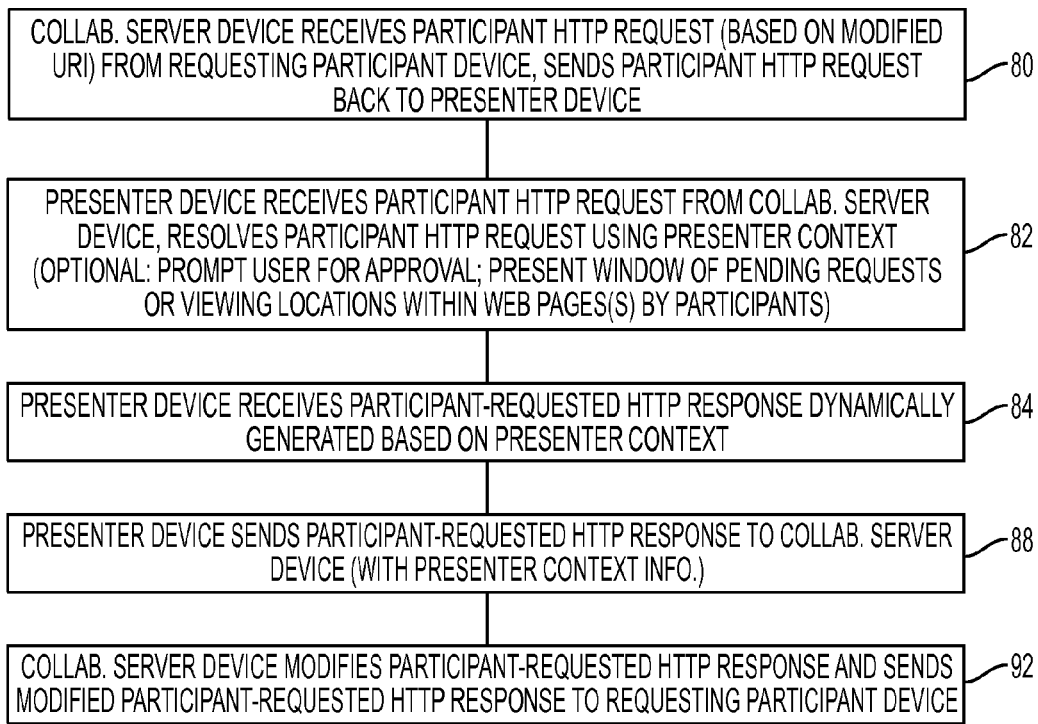 COLLAB. SERVER DEVICE RECEIVES PARTICIPANT HTTP REQUEST (BASED ON MODIFIED
URI) FROM REQUESTING PARTICIPANT DEVICE, SENDS PARTICIPANT HTTP REQUEST
BACK TO PRESENTER DEVICE
80
PRESENTER DEVICE RECEIVES PARTICIPANT HTTP REQUEST FROM COLLAB. SERVER
DEVICE, RESOLVES PARTICIPANT HTTP REQUEST USING PRESENTER CONTEXT
(OPTIONAL: PROMPT USER FOR APPROVAL; PRESENT WINDOW OF PENDING REQUESTS
OR VIEWING LOCATIONS WITHIN WEB PAGES(S) BY PARTICIPANTS)
82
PRESENTER DEVICE RECEIVES PARTICIPANT-REQUESTED HTTP RESPONSE DYNAMICALLY
GENERATED BASED ON PRESENTER CONTEXT
84
PRESENTER DEVICE SENDS PARTICIPANT-REQUESTED HTTP RESPONSE TO COLLAB. SERVER
DEVICE (WITH PRESENTER CONTEXT INFO.)
88
COLLAB. SERVER DEVICE MODIFIES PARTICIPANT-REQUESTED HTTP RESPONSE AND SENDS
MODIFIED PARTICIPANT-REQUESTED HTTP RESPONSE TO REQUESTING PARTICIPANT DEVICE
92